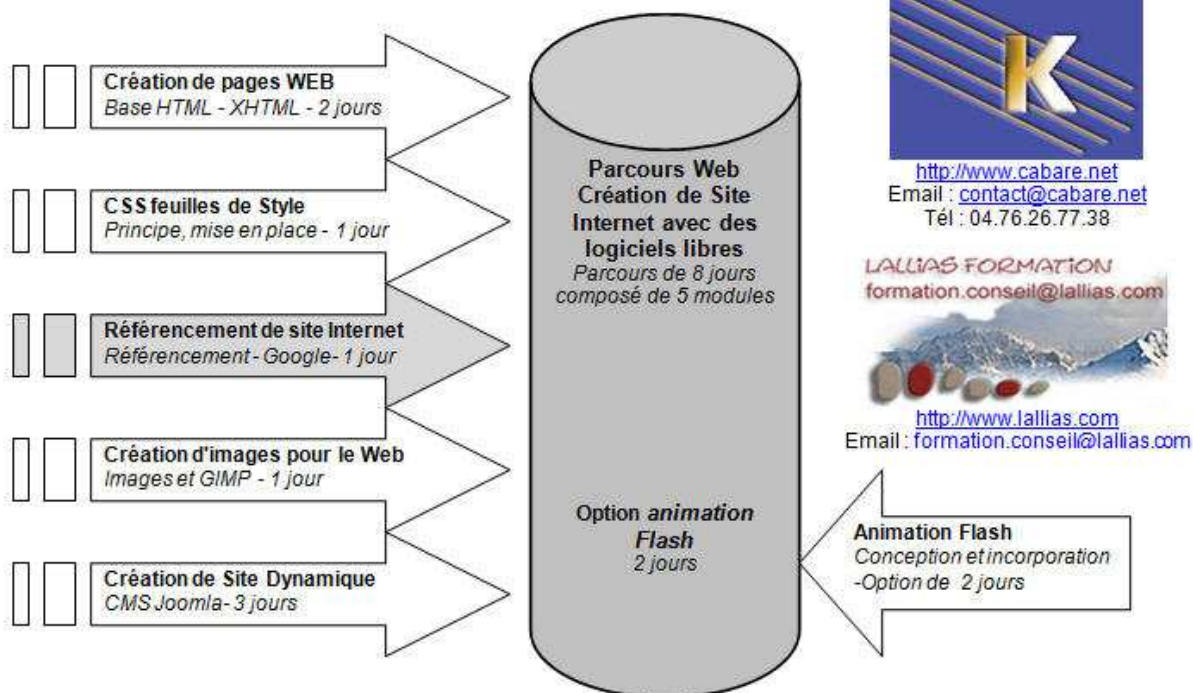 Création de pages WEB
Base HTML - XHTML - 2 jours
CSS feuilles de Style
Principe, mise en place - 1 jour
Référencement de site Internet
Référencement - Google- 1 jour
Création d'images pour le Web
Images et GIMP - 1 jour
Création de Site Dynamique
CMS Joomla- 3 jours
Parcours Web
Création de Site
Internet avec des
logiciels libres
Parcours de 8 jours
composé de 5 modules
Option animation
Flash
2 jours
K
http://www.cabare.net
Email : contact@cabare.net
Tél : 04.76.26.77.38
LALLIAS FORMATION
formation.conseil@lallias.com
http://www.lallias.com
Email : formation.conseil@lallias.com
Animation Flash
Conception et incorporation
-Option de 2 jours